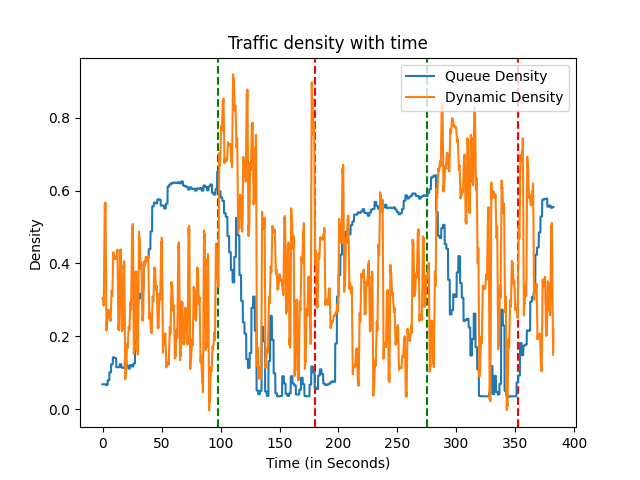 Traffic density with time
Queue Density
Dynamic Density
Density
0.8
0.6
0.4
0.2
0.0
0 50 100 150 200 250 300 350 400
Time (in Seconds)